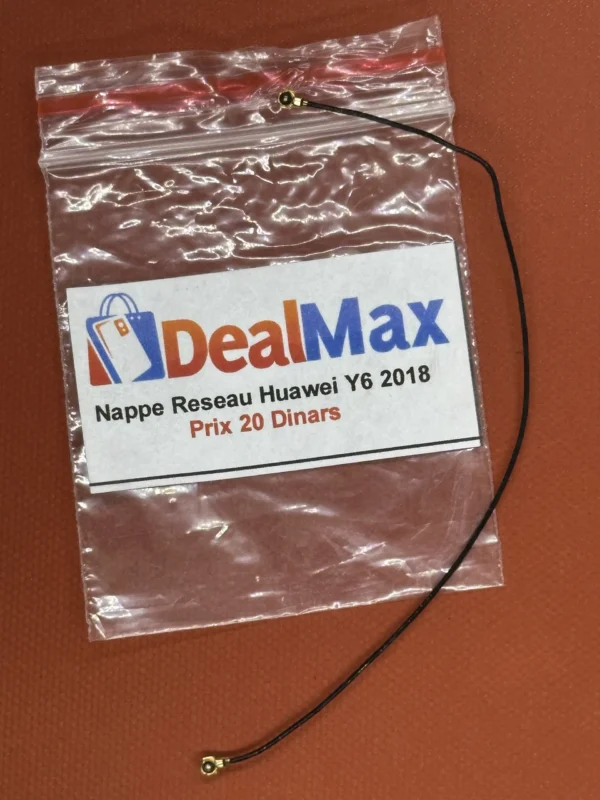 DealMax
Nappe Reseau Huawei Y6 2018
Prix 20 Dinars